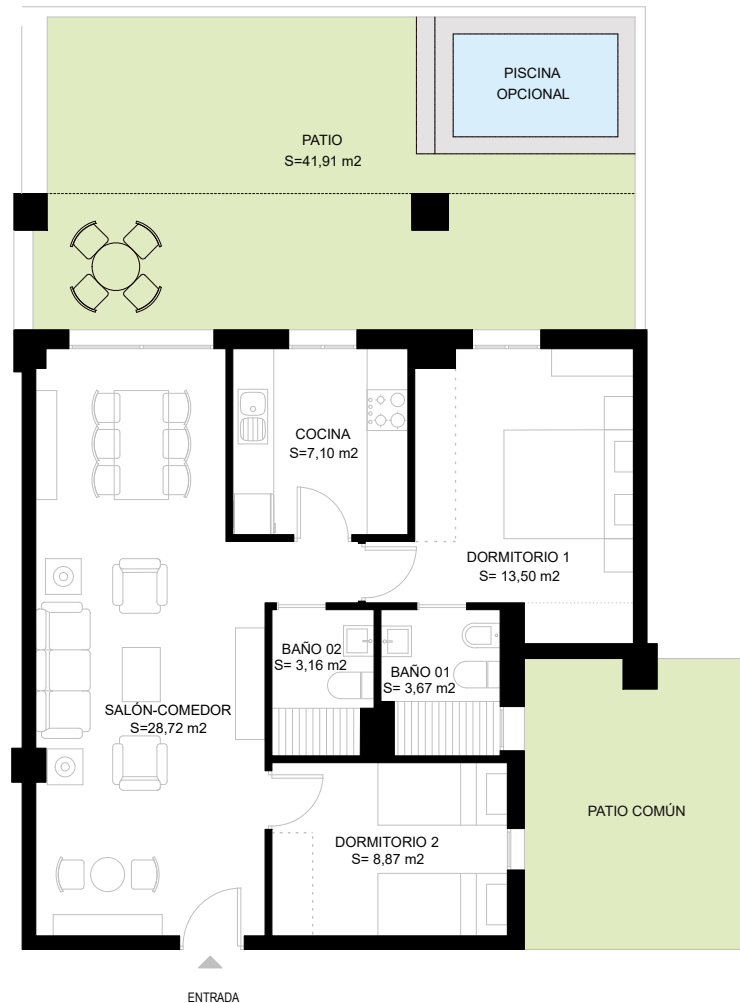 PISCINA
OPCIONAL
PATIO
S=41,91 m2
COCINA
S=7,10 m2
DORMITORIO 1
S= 13,50 m2
BAÑO 02
S= 3,16 m2
BAÑO 01
S= 3,67 m2
SALÓN-COMEDOR
S=28,72 m2
PATIO COMÚN
DORMITORIO 2
S= 8,87 m2
ENTRADA